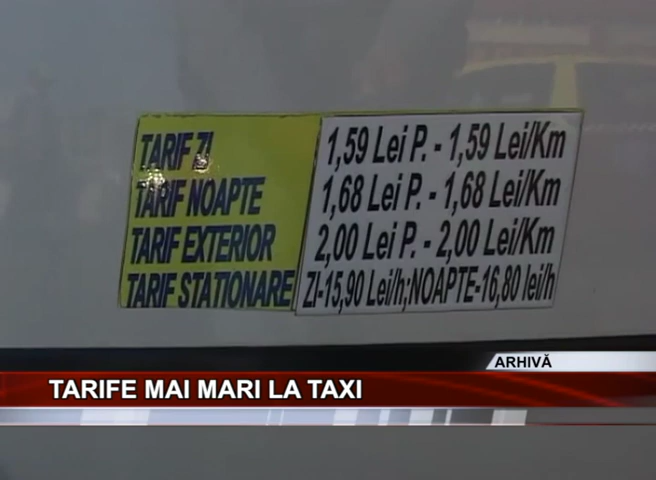 TARIF ZI 1,59 Lei P. - 1,59 Lei/Km
TARIF NOAPTE 1,68 Lei P. - 1,68 Lei/Km
TARIF EXTERIOR 2,00 Lei P. - 2,00 Lei/Km
TARIF STATIONARE ZI-15,90 Lei/h;NOAPTE-16,80 lei/h
ARHIVĂ
TARIFE MAI MARI LA TAXI